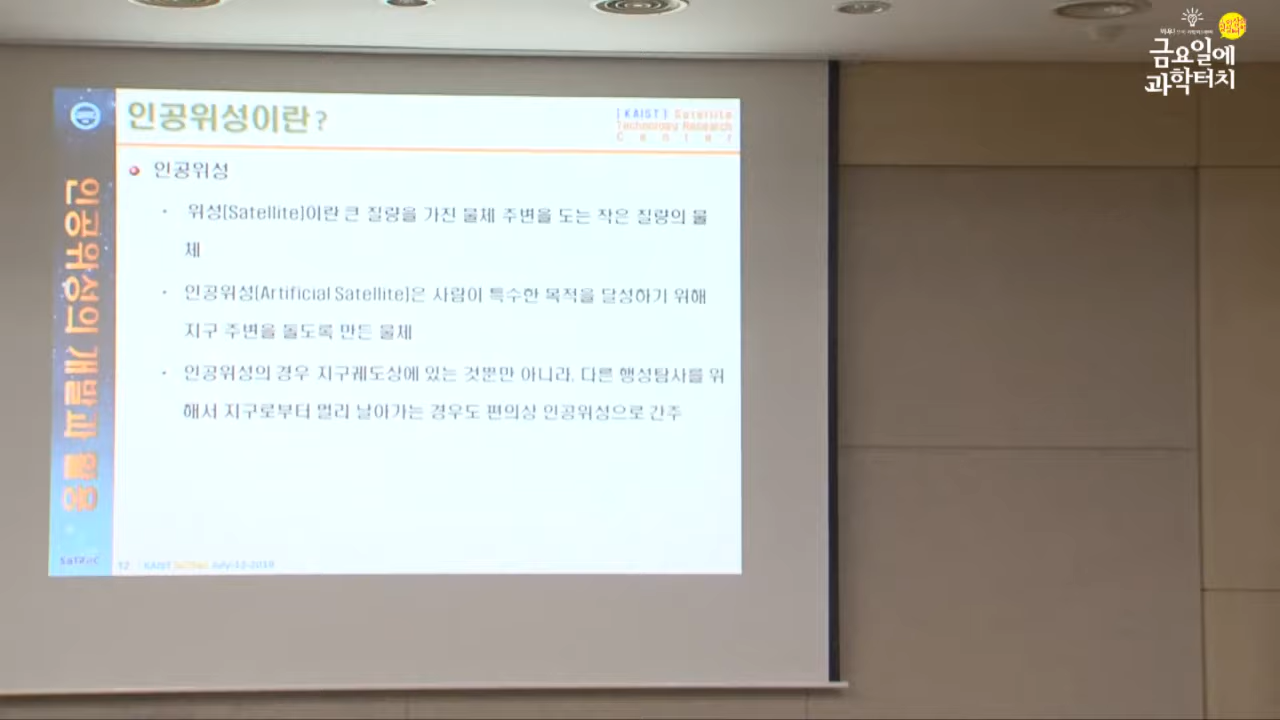 금요일에
과학터치
인공위성이란?
[KAIST] Satellite
Technology Research
Center
인공위성의 개발과 활용
인공위성
위성(Satellite)이란 큰 질량을 가진 물체 주변을 도는 작은 질량의 물
체
인공위성(Artificial Satellite)은 사람이 특수한 목적을 달성하기 위해
지구 주변을 돌도록 만든 물체
인공위성의 경우 지구궤도상에 있는 것뿐만 아니라, 다른 행성탐사를 위
해서 지구로부터 멀리 날아가는 경우도 편의상 인공위성으로 간주
SaTReC
12 KAIST SaTRec July-12-2019